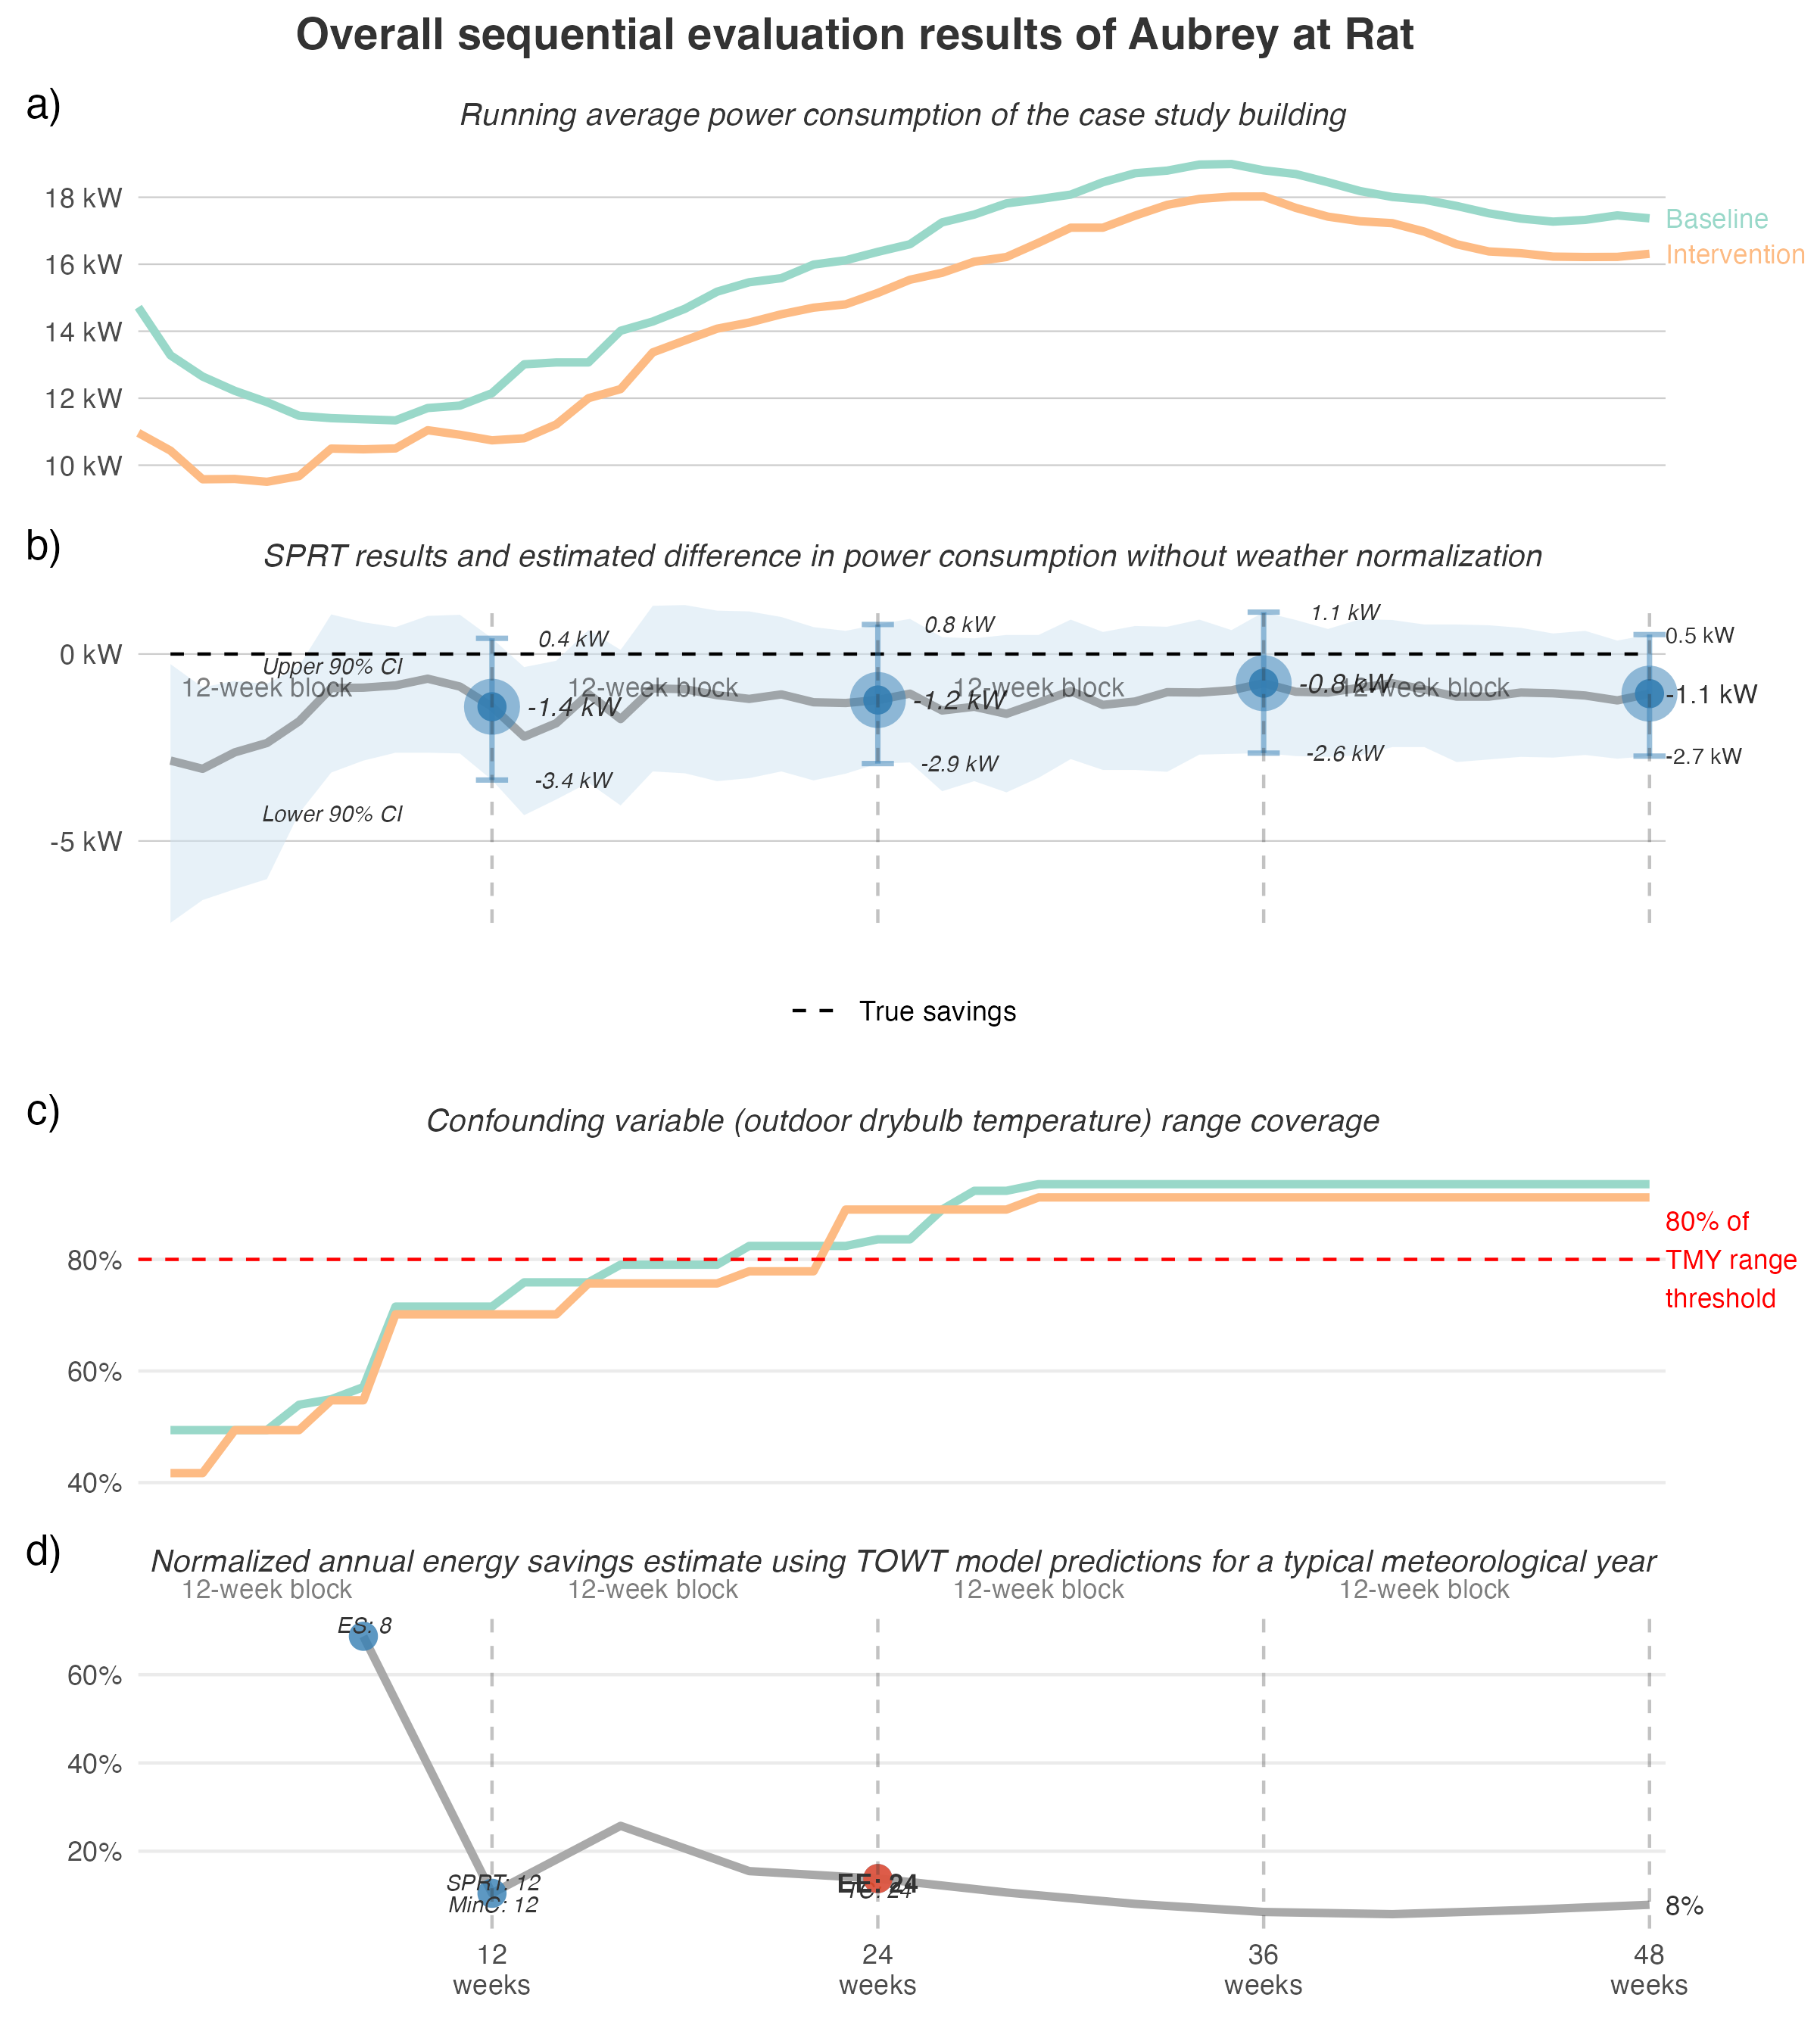 Overall sequential evaluation results of Aubrey at Rat
a)
Running average power consumption of the case study building
18 kW
16 kW
14 kW
12 kW
10 kW
Baseline
Intervention
b)
SPRT results and estimated difference in power consumption without weather normalization
0 kW
-5 kW
Upper 90% CI
Lower 90% CI
12-week block
12-week block
12-week block
12-week block
0.4 kW
-1.4 kW
-3.4 kW
0.8 kW
-1.2 kW
-2.9 kW
1.1 kW
-0.8 kW
-2.6 kW
0.5 kW
-1.1 kW
-2.7 kW
True savings
c)
Confounding variable (outdoor drybulb temperature) range coverage
80%
60%
40%
80% of
TMY range
threshold
d)
Normalized annual energy savings estimate using TOWT model predictions for a typical meteorological year
12-week block
12-week block
12-week block
12-week block
60%
40%
20%
ES: 8
SPRT: 12
MinC: 12
EE: 24
TC: 24
8%
12
weeks
24
weeks
36
weeks
48
weeks